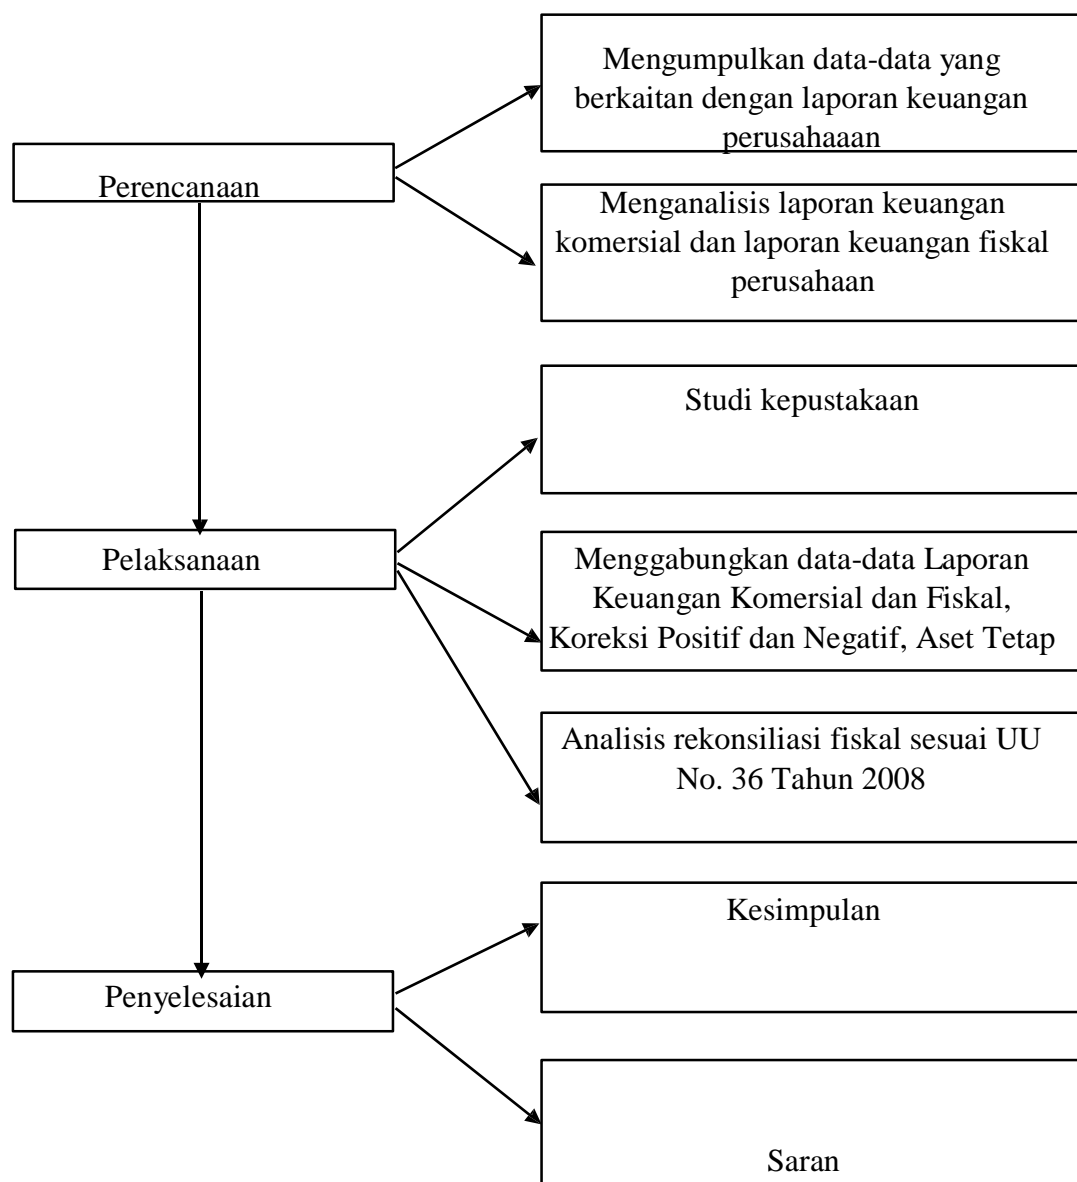 Perencanaan
Mengumpulkan data-data yang
berkaitan dengan laporan keuangan
perusahaaan
Menganalisis laporan keuangan
komersial dan laporan keuangan fiskal
perusahaan
Pelaksanaan
Studi kepustakaan
Menggabungkan data-data Laporan
Keuangan Komersial dan Fiskal,
Koreksi Positif dan Negatif, Aset Tetap
Analisis rekonsiliasi fiskal sesuai UU
No. 36 Tahun 2008
Penyelesaian
Kesimpulan
Saran